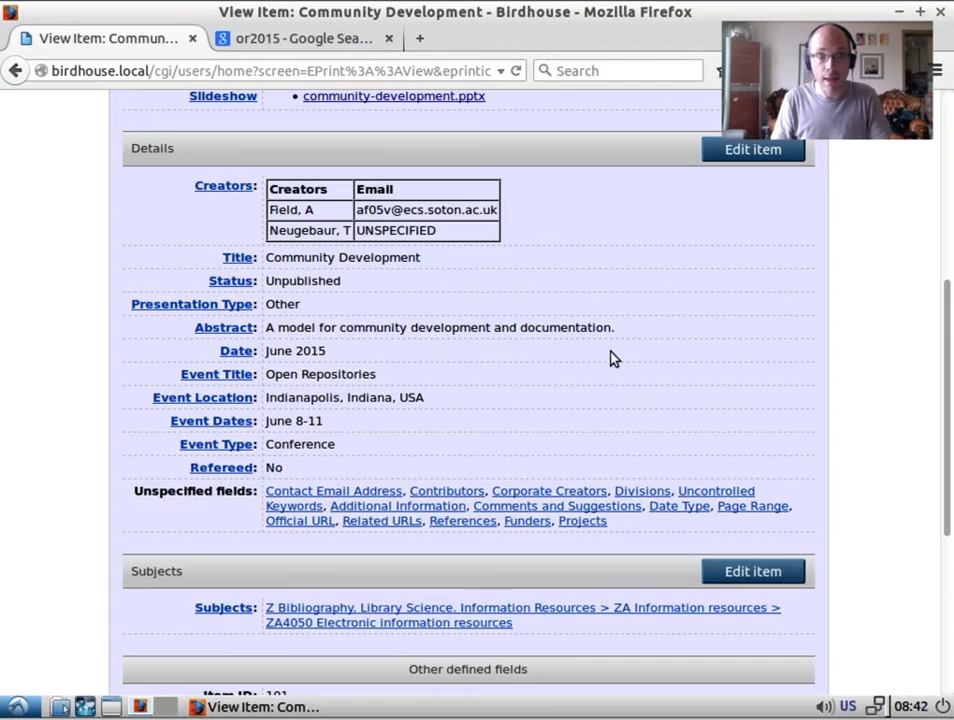 View Item: Community Development - Birdhouse - Mozilla Firefox
View Item: Commun...
or2015 - Google Sea...
birdhouse.local/cgi/users/home?screen=EPrint%3A%3AView&eprintic
Search
Slideshow
• community-development.pptx
Details
Edit item
Creators:
Creators Email
Field, A af05v@ecs.soton.ac.uk
Neugebaur, T UNSPECIFIED
Title: Community Development
Status: Unpublished
Presentation Type: Other
Abstract: A model for community development and documentation.
Date: June 2015
Event Title: Open Repositories
Event Location: Indianapolis, Indiana, USA
Event Dates: June 8-11
Event Type: Conference
Refereed: No
Unspecified fields: Contact Email Address, Contributors, Corporate Creators, Divisions, Uncontrolled
Keywords, Additional Information, Comments and Suggestions, Date Type, Page Range,
Official URL, Related URLs, References, Funders, Projects
Subjects
Edit item
Subjects: Z Bibliography. Library Science. Information Resources > ZA Information resources >
ZA4050 Electronic information resources
Other defined fields
Item ID: 101
View Item: Com...
US
08:42